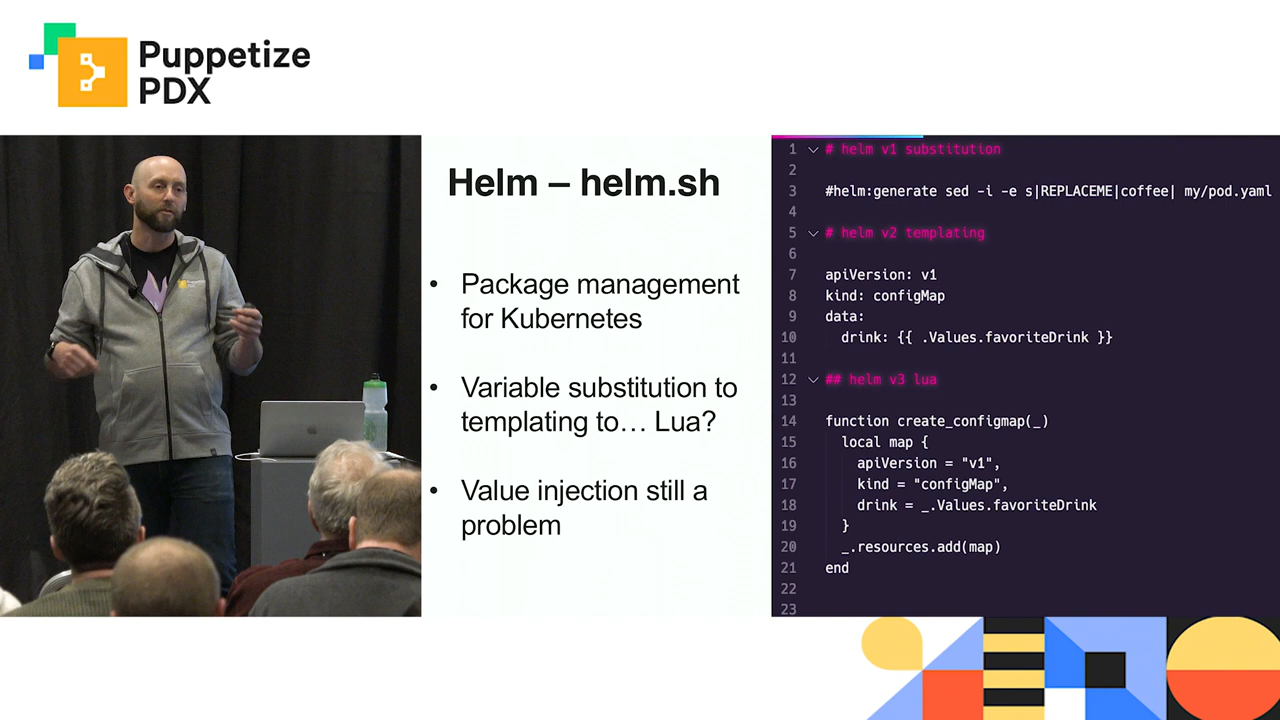 Puppetize
PDX
Helm – helm.sh
• Package management
for Kubernetes
• Variable substitution to
templating to… Lua?
• Value injection still a
problem
1 # helm v1 substitution
2
3 #helm:generate sed -i -e s|REPLACEME|coffee| my/pod.yaml
4
5 # helm v2 templating
6
7 apiVersion: v1
8 kind: configMap
9 data:
10 drink: {{ .Values.favoriteDrink }}
11
12 ## helm v3 lua
13
14 function create_configmap(_)
15 local map {
16 apiVersion = "v1",
17 kind = "configMap",
18 drink = _.Values.favoriteDrink
19 }
20 _.resources.add(map)
21 end
22
23